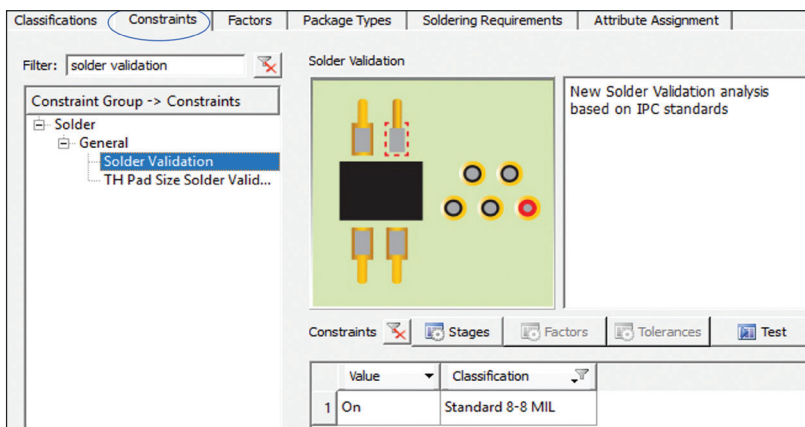 Classifications Constraints Factors Package Types Soldering Requirements Attribute Assignment
Filter: solder validation
Constraint Group -> Constraints
Solder
General
Solder Validation
TH Pad Size Solder Valid...
Solder Validation
New Solder Validation analysis
based on IPC standards
Constraints Stages Factors Tolerances Test
Value Classification
1 On Standard 8-8 MIL